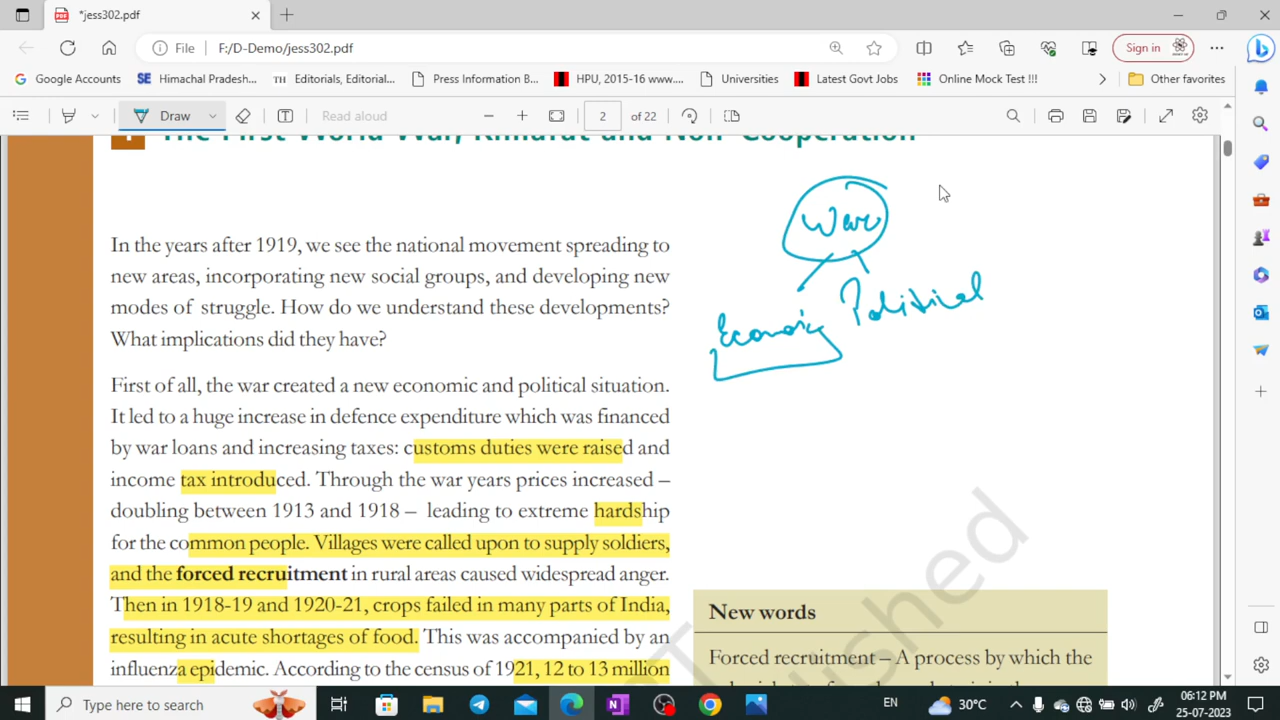 *jess302.pdf
File F:/D-Demo/jess302.pdf Sign in
Google Accounts SE Himachal Pradesh... TH Editorials, Editorial... Press Information B... HPU, 2015-16 www.... Universities Latest Govt Jobs Online Mock Test !!! Other favorites
Draw Read aloud 2 of 22
The First World War, Khilafat and Non-Cooperation
War
Economic Political
In the years after 1919, we see the national movement spreading to
new areas, incorporating new social groups, and developing new
modes of struggle. How do we understand these developments?
What implications did they have?
First of all, the war created a new economic and political situation.
It led to a huge increase in defence expenditure which was financed
by war loans and increasing taxes: customs duties were raised and
income tax introduced. Through the war years prices increased –
doubling between 1913 and 1918 – leading to extreme hardship
for the common people. Villages were called upon to supply soldiers,
and the forced recruitment in rural areas caused widespread anger.
Then in 1918-19 and 1920-21, crops failed in many parts of India,
resulting in acute shortages of food. This was accompanied by an
influenza epidemic. According to the census of 1921, 12 to 13 million
New words
Forced recruitment – A process by which the
Type here to search EN 30°C 06:12 PM
25-07-2023